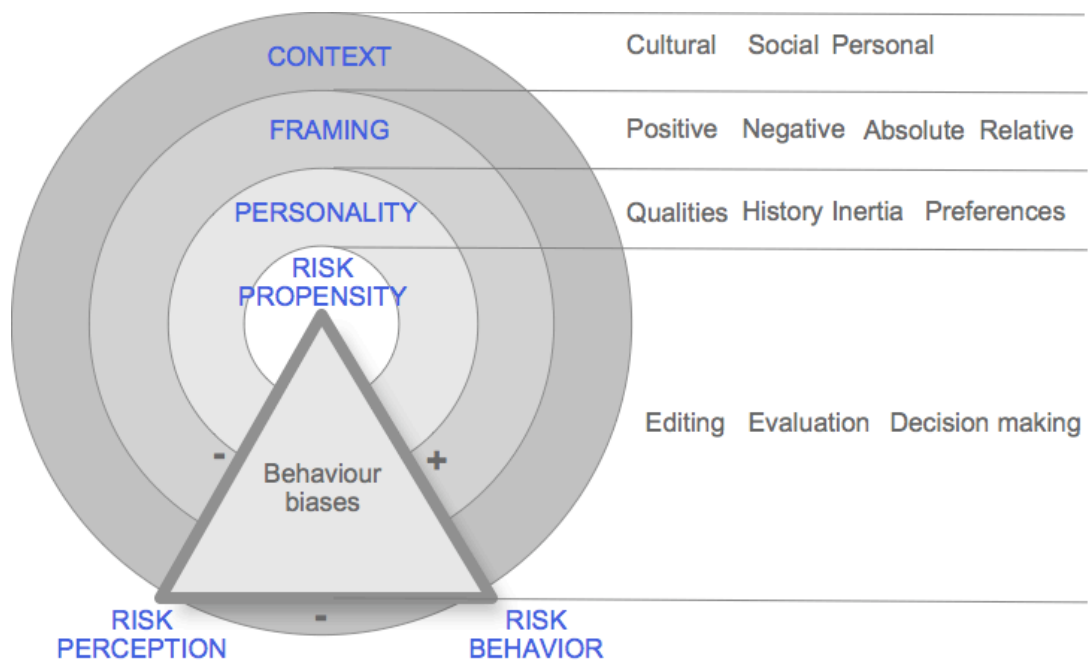 CONTEXT
Cultural Social Personal
FRAMING
Positive Negative Absolute Relative
PERSONALITY
Qualities History Inertia Preferences
RISK
PROPENSITY
Editing Evaluation Decision making
- +
Behaviour
biases
-
RISK
PERCEPTION
RISK
BEHAVIOR